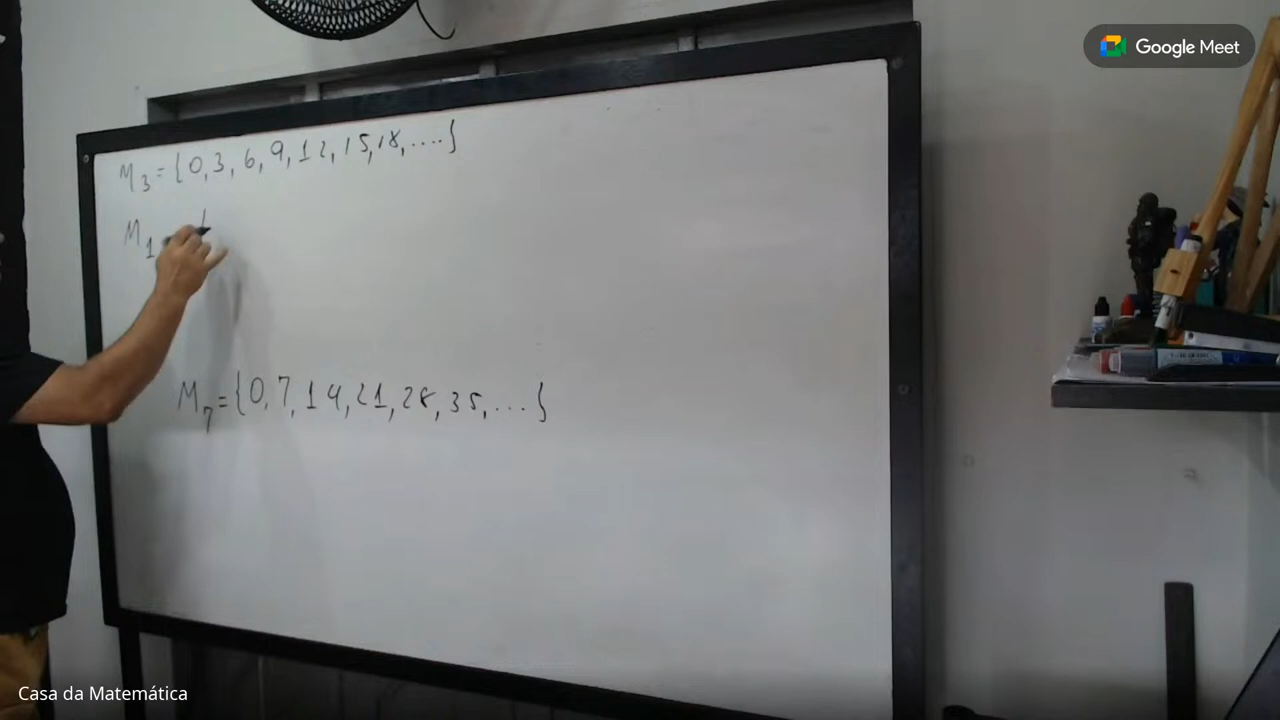 Google Meet
M₃ = {0, 3, 6, 9, 12, 15, 18, ....}
M₁
M₇ = {0, 7, 14, 21, 28, 35, ... }
Casa da Matemática